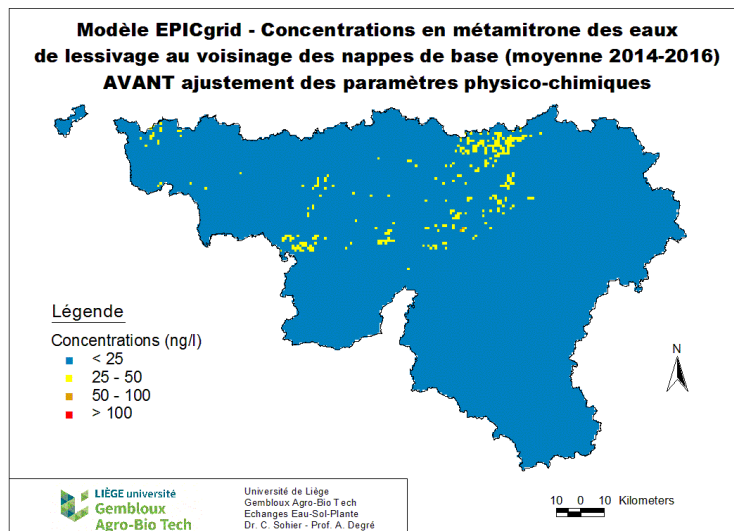 Modèle EPICgrid - Concentrations en métamitrone des eaux
de lessivage au voisinage des nappes de base (moyenne 2014-2016)
AVANT ajustement des paramètres physico-chimiques
Légende
Concentrations (ng/l)
< 25
25 - 50
50 - 100
> 100
N
LIÈGE université
Gembloux
Agro-Bio Tech
Université de Liège
Gembloux Agro-Bio Tech
Echanges Eau-Sol-Plante
Dr. C. Sohier - Prof. A. Degré
10 0 10 Kilometers